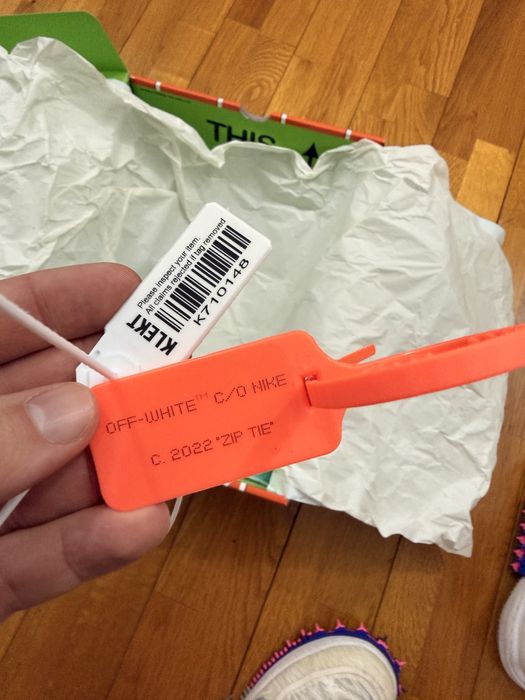 THIS
Please inspect your item.
All claims rejected if tag removed
K710148
KLEKT
OFF-WHITE™ C/O NIKE
C. 2022 "ZIP TIE"